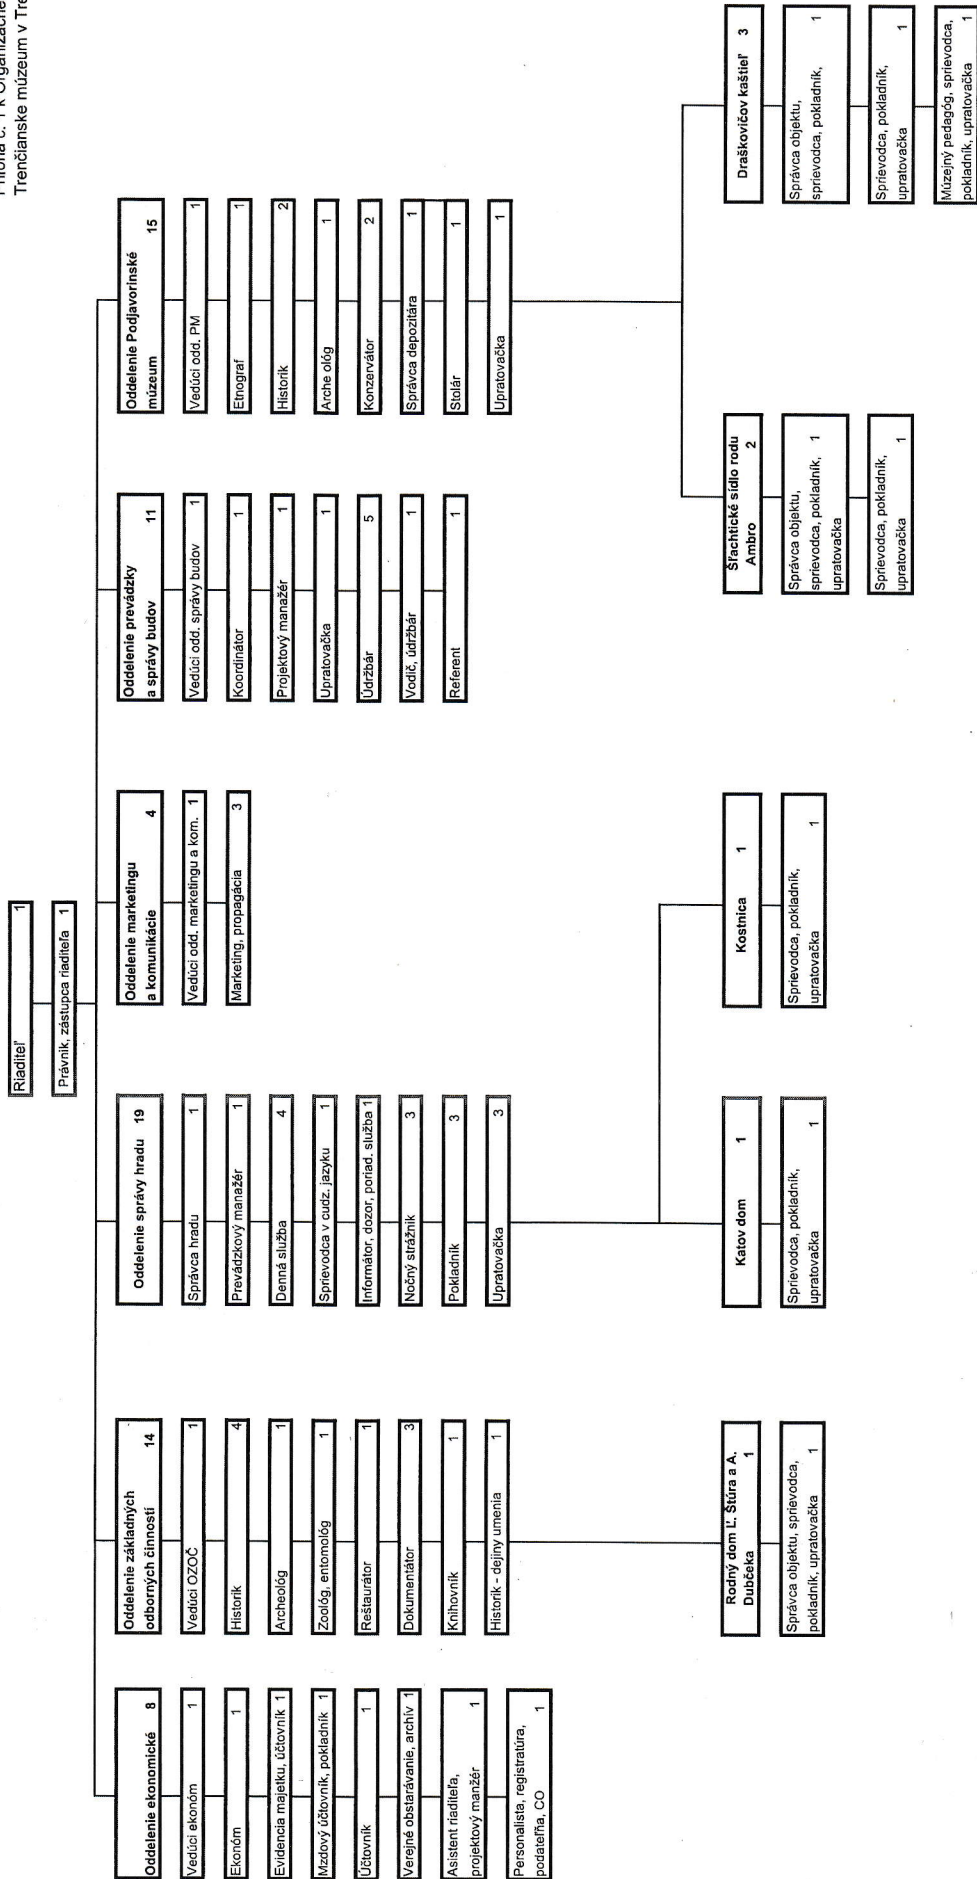 Trenčianske múzeum v Tre
Riaditeľ 1
Právnik, zástupca riaditeľa 1
Oddelenie ekonomické 8
Vedúci ekonóm 1
Ekonóm 1
Evidencia majetku, účtovník 1
Mzdový účtovník, pokladník 1
Účtovník 1
Verejné obstarávanie, archív 1
Asistent riaditeľa,
projektový manžér 1
Personalista, registratúra,
podateľňa, CO 1
Oddelenie základných
odborných činností 14
Vedúci OZOČ 1
Historik 4
Archeológ 1
Zoológ, entomológ 1
Reštaurátor 1
Dokumentátor 3
Knihovník 1
Historik - dejiny umenia 1
Rodný dom Ľ. Štúra a A.
Dubčeka 1
Správca objektu, sprievodca,
pokladník, upratovačka 1
Oddelenie správy hradu 19
Správca hradu 1
Prevádzkový manažér 1
Denná služba 4
Sprievodca v cudz. jazyku 1
Informátor, dozor, poriad. služba 1
Nočný strážnik 3
Pokladník 3
Upratovačka 3
Katov dom 1
Sprievodca, pokladník,
upratovačka 1
Kostnica 1
Sprievodca, pokladník,
upratovačka 1
Oddelenie marketingu
a komunikácie 4
Vedúci odd. marketingu a kom. 1
Marketing, propagácia 3
Oddelenie prevádzky
a správy budov 11
Vedúci odd. správy budov 1
Koordinátor 1
Projektový manažér 1
Upratovačka 1
Údržbár 5
Vodič, údržbár 1
Referent 1
Oddelenie Podjavorinské
múzeum 15
Vedúci odd. PM 1
Etnograf 1
Historik 2
Arche ológ 1
Konzervátor 2
Správca depozitára 1
Stolár 1
Upratovačka 1
Šľachtické sídlo rodu
Ambro 2
Správca objektu,
sprievodca, pokladník, 1
upratovačka
Sprievodca, pokladník,
upratovačka 1
Draškovičov kaštieľ 3
Správca objektu,
sprievodca, pokladník, 1
Sprievodca, pokladník,
upratovačka 1
Múzejný pedagóg, sprievodca,
pokladník, upratovačka 1